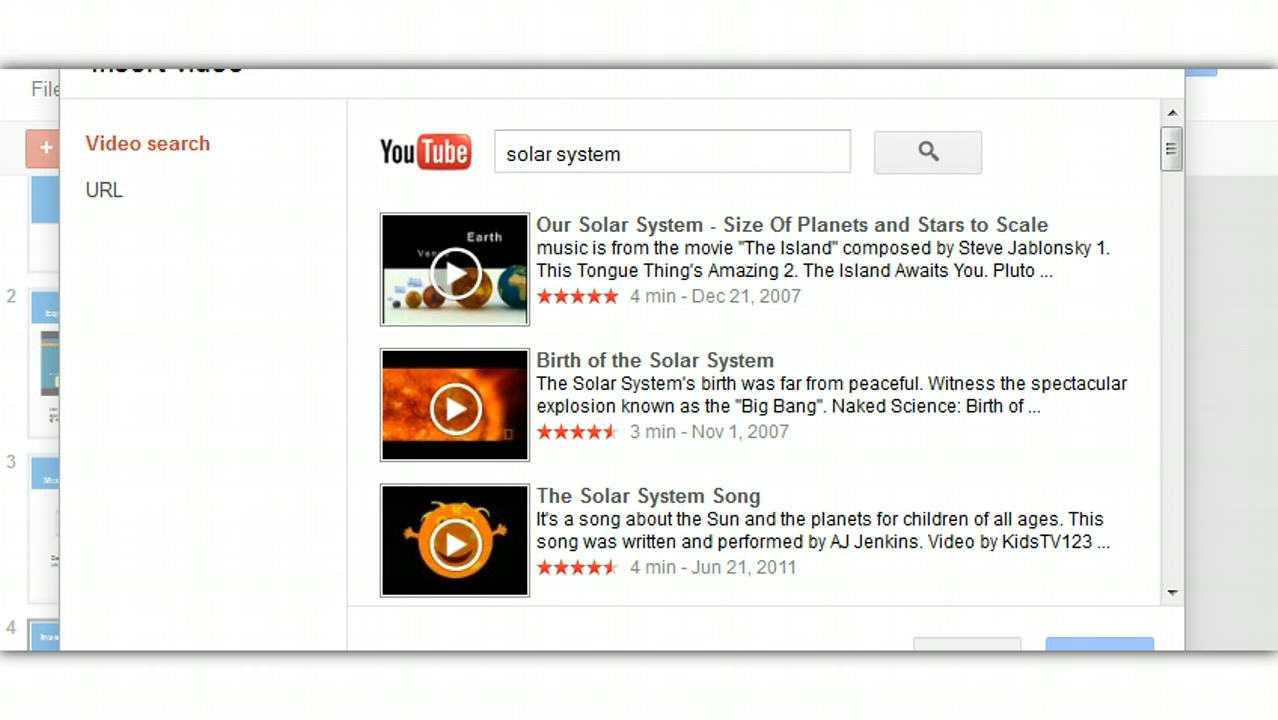 Insert video
File
Video search
URL
YouTube
solar system
Earth
Our Solar System - Size Of Planets and Stars to Scale
music is from the movie "The Island" composed by Steve Jablonsky 1.
This Tongue Thing's Amazing 2. The Island Awaits You. Pluto ...
4 min - Dec 21, 2007
2
Birth of the Solar System
The Solar System's birth was far from peaceful. Witness the spectacular
explosion known as the "Big Bang". Naked Science: Birth of ...
3 min - Nov 1, 2007
3
The Solar System Song
It's a song about the Sun and the planets for children of all ages. This
song was written and performed by AJ Jenkins. Video by KidsTV123 ...
4 min - Jun 21, 2011
4